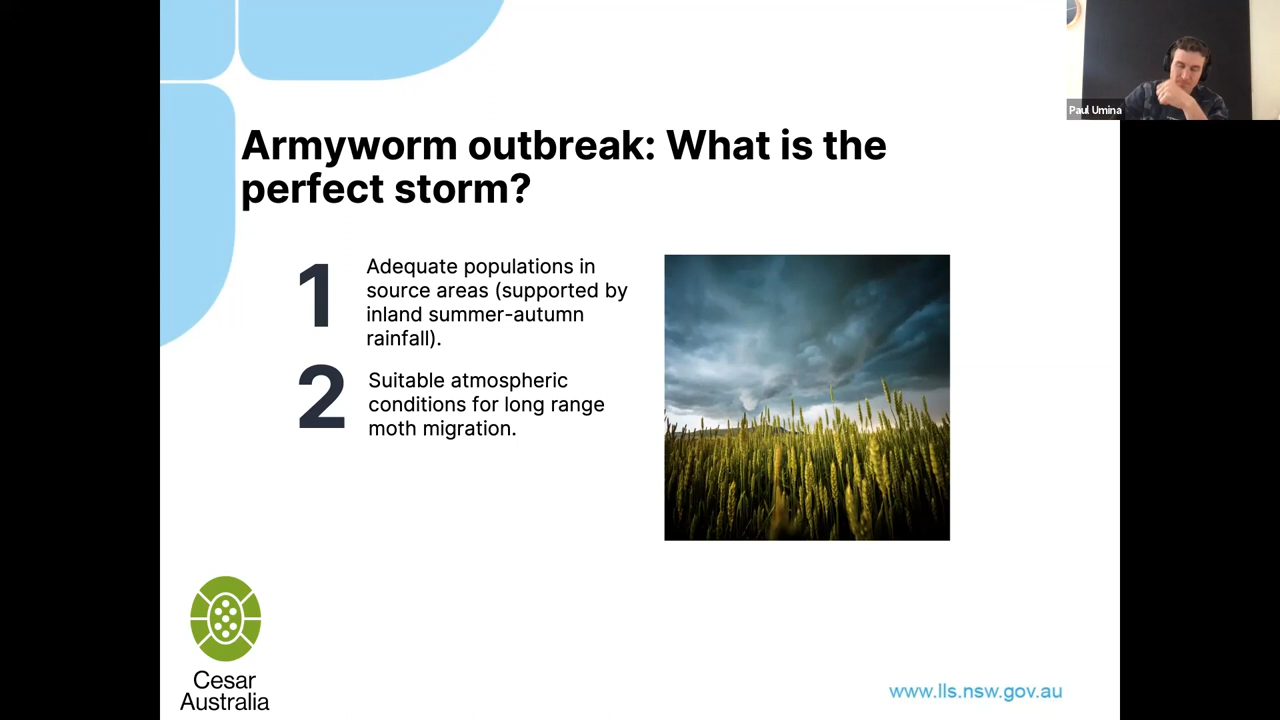 Paul Umina
Armyworm outbreak: What is the
perfect storm?
1
Adequate populations in
source areas (supported by
inland summer-autumn
rainfall).
2
Suitable atmospheric
conditions for long range
moth migration.
Cesar
Australia
www.lls.nsw.gov.au